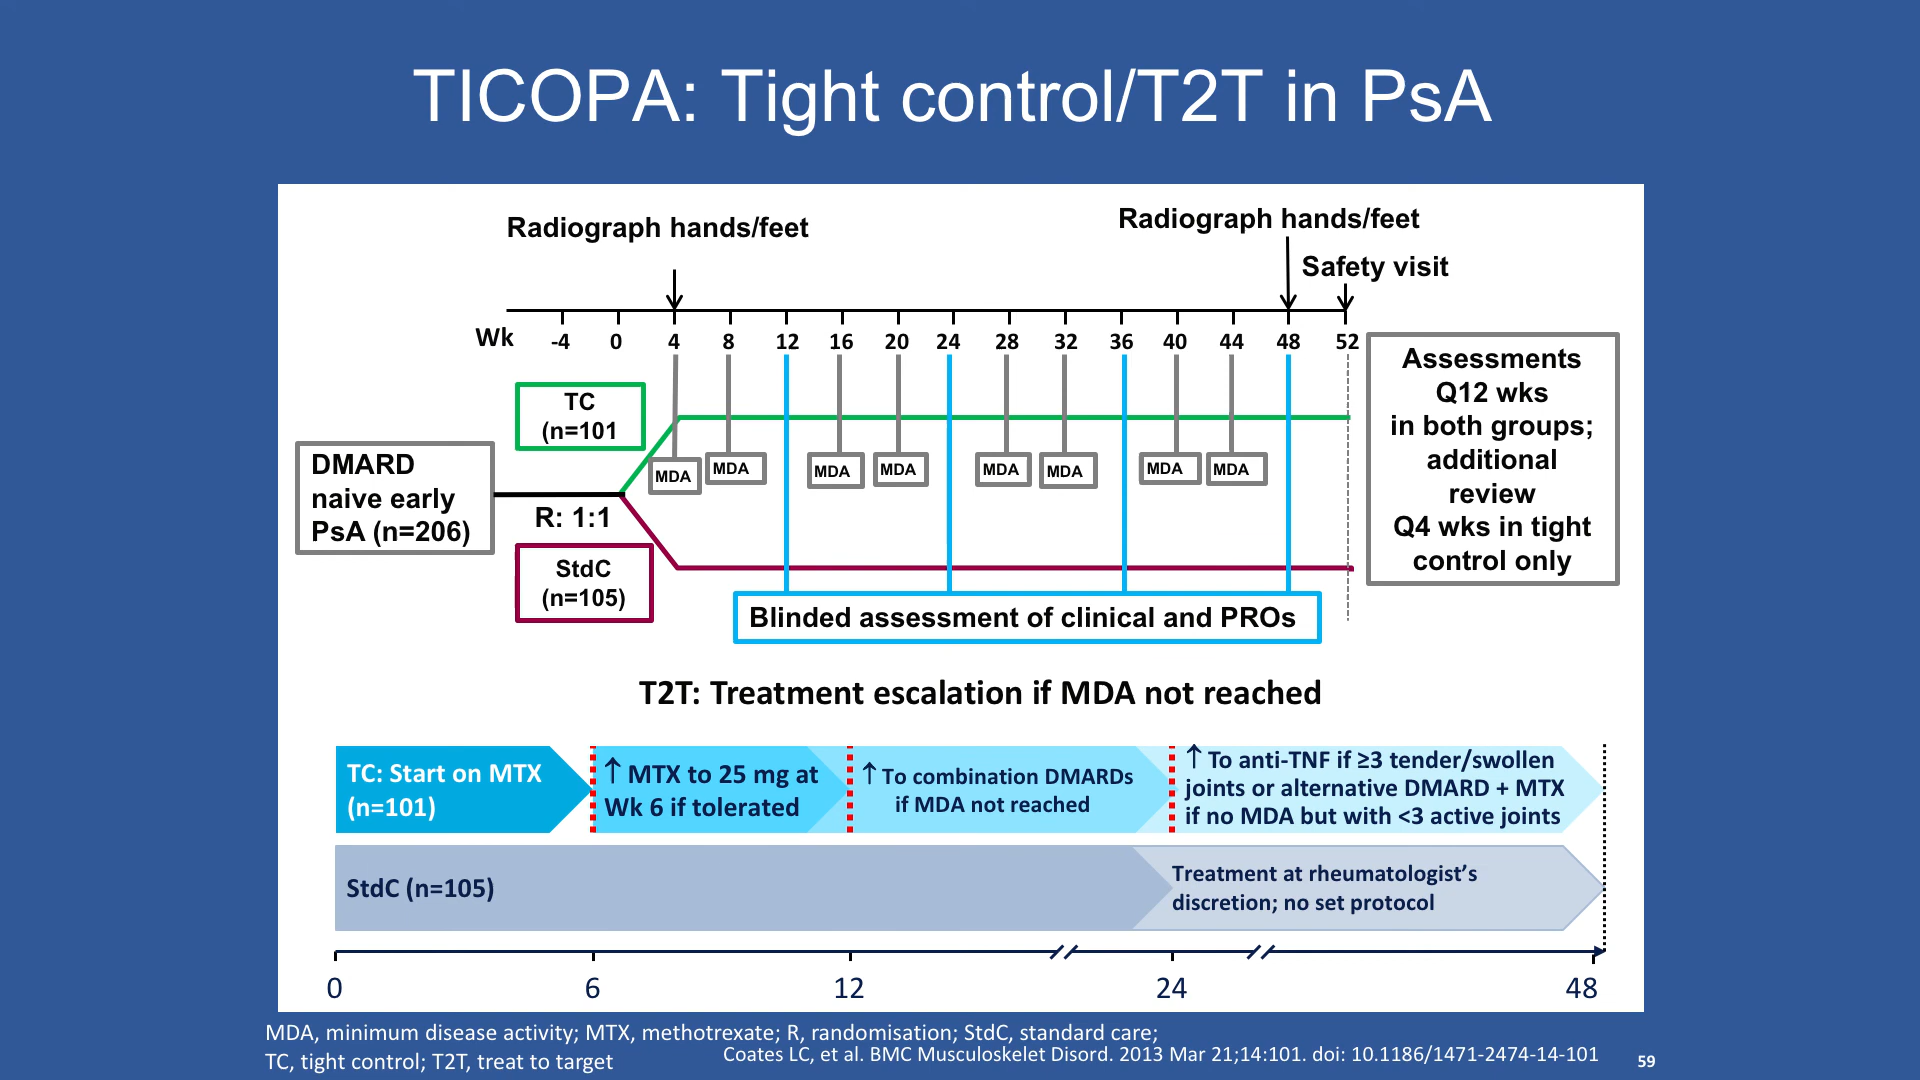 TICOPA: Tight control/T2T in PsA
Radiograph hands/feet
Radiograph hands/feet
Safety visit
Wk
-4 0 4 8 12 16 20 24 28 32 36 40 44 48 52
TC
(n=101
DMARD
naive early
PsA (n=206)
R: 1:1
StdC
(n=105)
MDA MDA MDA MDA MDA MDA MDA MDA
Assessments
Q12 wks
in both groups;
additional
review
Q4 wks in tight
control only
Blinded assessment of clinical and PROs
T2T: Treatment escalation if MDA not reached
TC: Start on MTX
(n=101)
↑ MTX to 25 mg at
Wk 6 if tolerated
↑ To combination DMARDs
if MDA not reached
↑ To anti-TNF if ≥3 tender/swollen
joints or alternative DMARD + MTX
if no MDA but with <3 active joints
StdC (n=105)
Treatment at rheumatologist’s
discretion; no set protocol
0 6 12 24 48
MDA, minimum disease activity; MTX, methotrexate; R, randomisation; StdC, standard care;
TC, tight control; T2T, treat to target
Coates LC, et al. BMC Musculoskelet Disord. 2013 Mar 21;14:101. doi: 10.1186/1471-2474-14-101
59